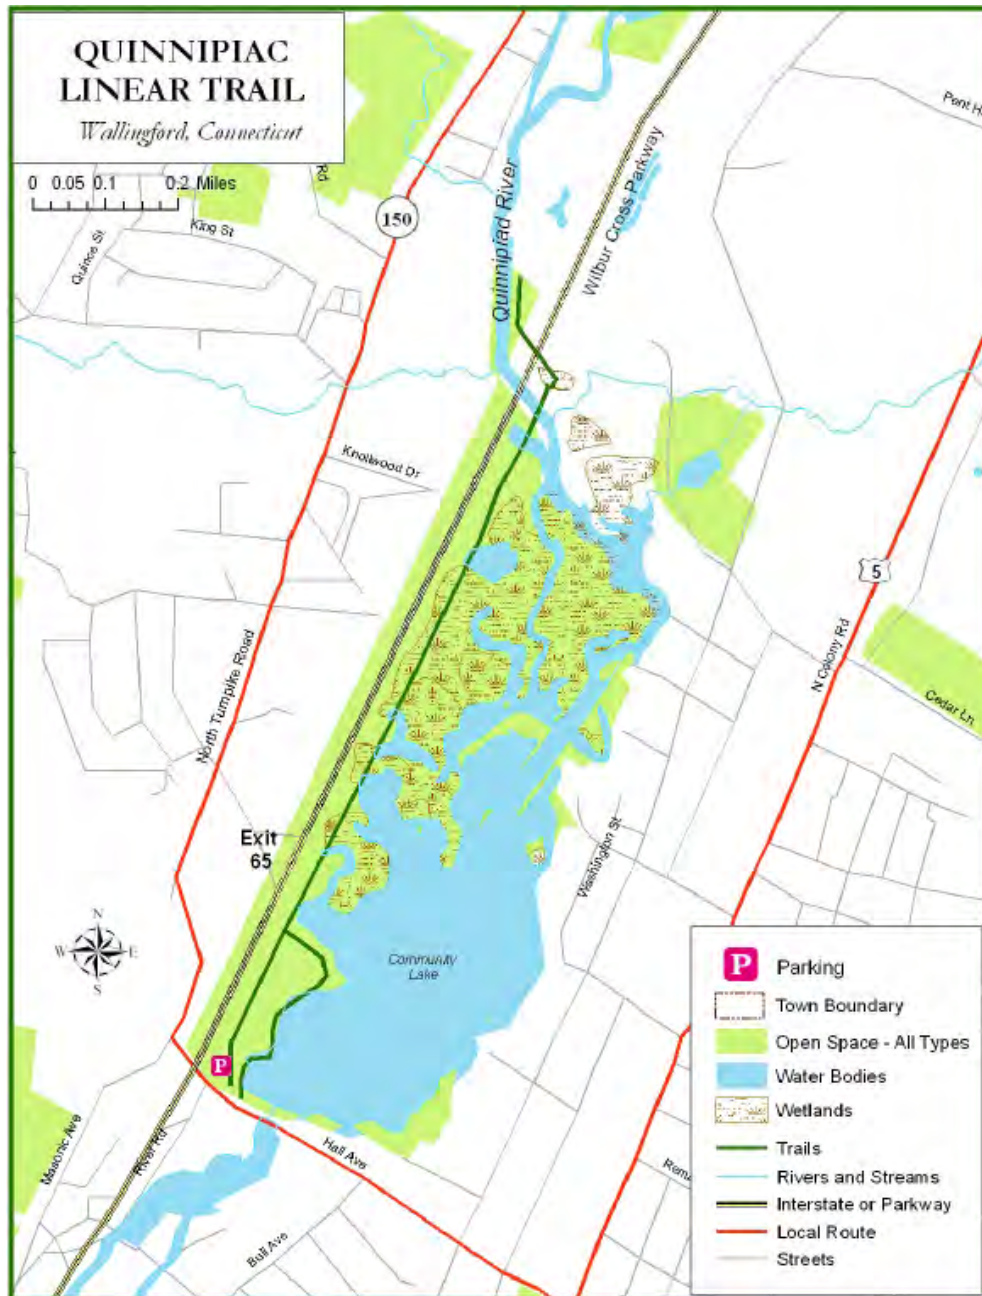 QUINNIPIAC
LINEAR TRAIL
Wallingford, Connecticut
0 0.05 0.1 0.2 Miles
Rd
150
King St
Quince St
Quinnipiad River
Wilbur Cross Parkway
Pent H
Knollwood Dr
5
North Turnpike Road
N Colony Rd
Cedar Ln
Exit
65
Washington St
N
W E
S
Community
Lake
P
Masonic Ave
River Rd
Hall Ave
Bull Ave
Rema
P Parking
Town Boundary
Open Space - All Types
Water Bodies
Wetlands
Trails
Rivers and Streams
Interstate or Parkway
Local Route
Streets